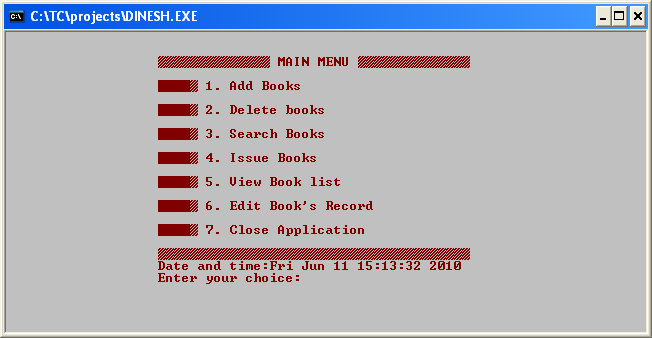 C:\TC\projects\DINESH.EXE
MAIN MENU
1. Add Books
2. Delete books
3. Search Books
4. Issue Books
5. View Book list
6. Edit Book's Record
7. Close Application
Date and time:Fri Jun 11 15:13:32 2010
Enter your choice: